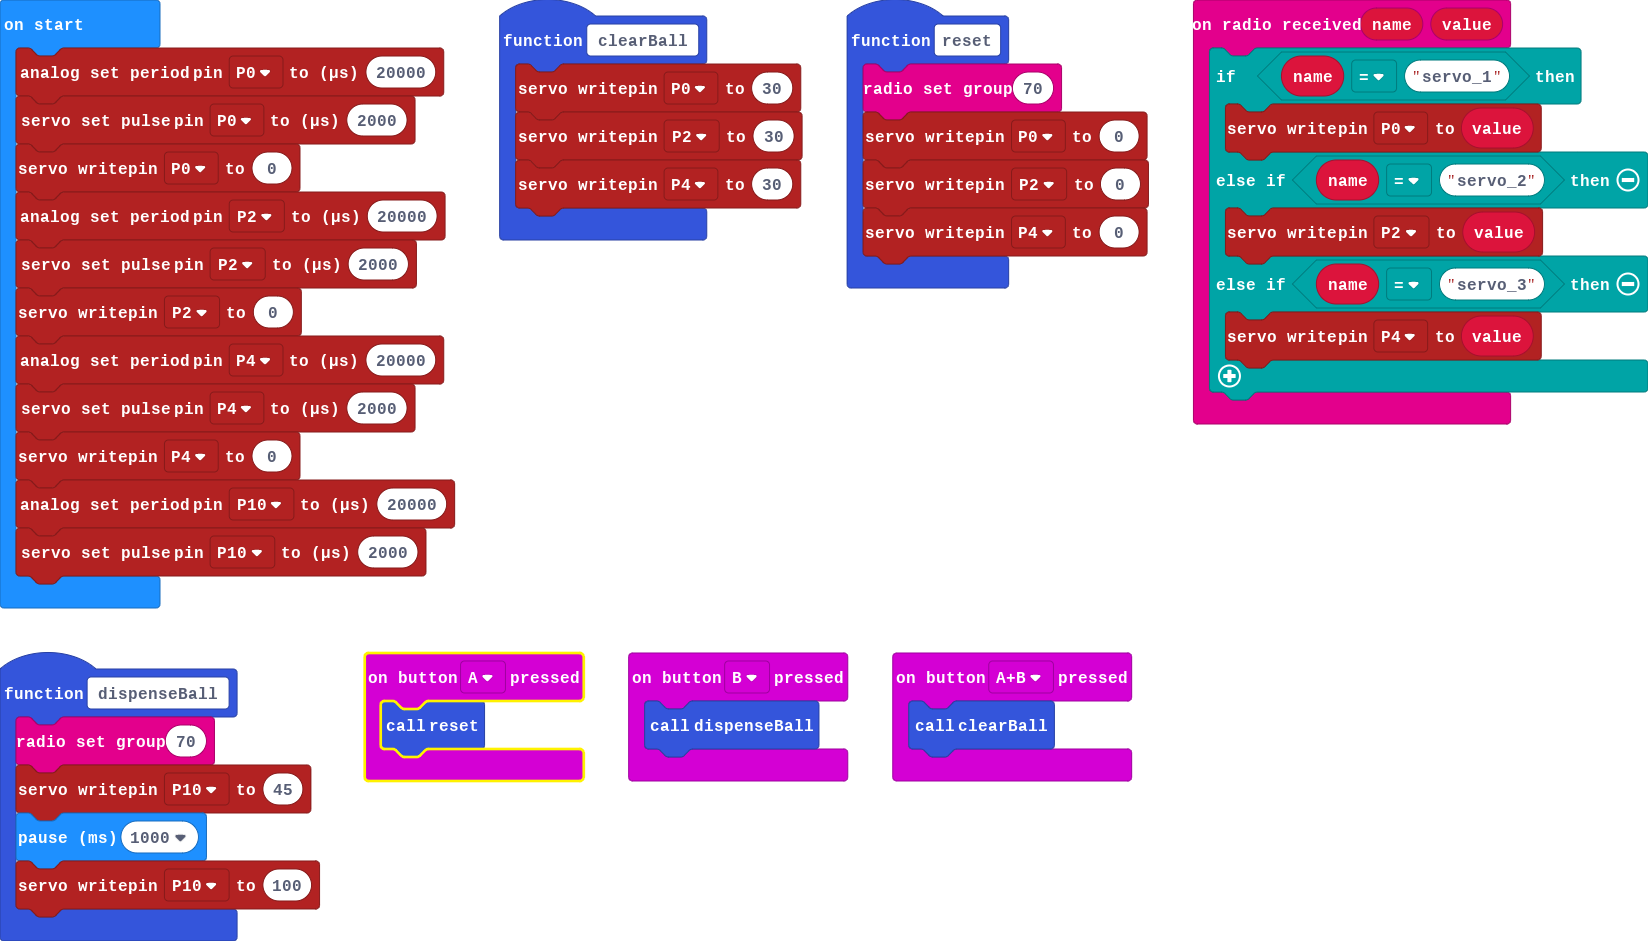 on start
analog set period pin P0 to (µs) 20000
servo set pulse pin P0 to (µs) 2000
servo write pin P0 to 0
analog set period pin P2 to (µs) 20000
servo set pulse pin P2 to (µs) 2000
servo write pin P2 to 0
analog set period pin P4 to (µs) 20000
servo set pulse pin P4 to (µs) 2000
servo write pin P4 to 0
analog set period pin P10 to (µs) 20000
servo set pulse pin P10 to (µs) 2000
function clearBall
servo write pin P0 to 30
servo write pin P2 to 30
servo write pin P4 to 30
function reset
radio set group 70
servo write pin P0 to 0
servo write pin P2 to 0
servo write pin P4 to 0
on radio received name value
if name = "servo_1" then
servo write pin P0 to value
else if name = "servo_2" then
servo write pin P2 to value
else if name = "servo_3" then
servo write pin P4 to value
function dispenseBall
radio set group 70
servo write pin P10 to 45
pause (ms) 1000
servo write pin P10 to 100
on button A pressed
call reset
on button B pressed
call dispenseBall
on button A+B pressed
call clearBall